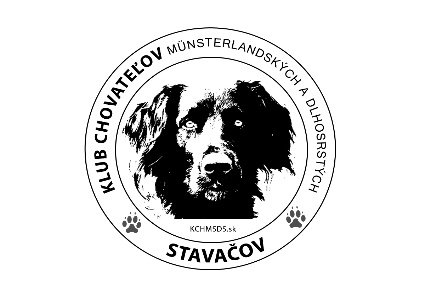 KLUB CHOVATEĽOV MÜNSTERLANDSKÝCH A DLHOSRSTÝCH
STAVAČOV
KCHMSDS.sk